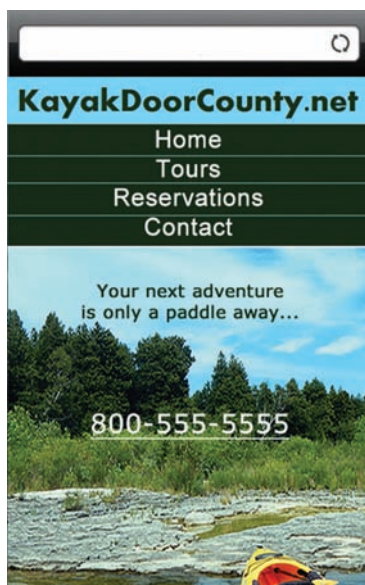 KayakDoorCounty.net
Home
Tours
Reservations
Contact
Your next adventure
is only a paddle away...
800-555-5555